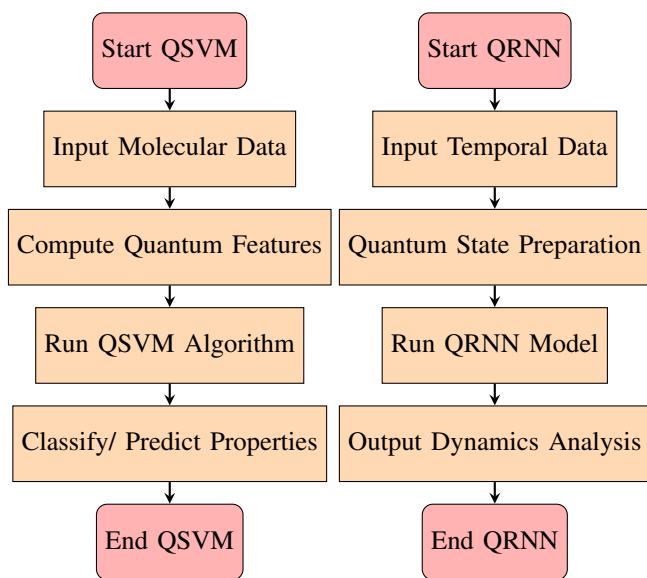 Start QSVM
Input Molecular Data
Compute Quantum Features
Run QSVM Algorithm
Classify/ Predict Properties
End QSVM
Start QRNN
Input Temporal Data
Quantum State Preparation
Run QRNN Model
Output Dynamics Analysis
End QRNN